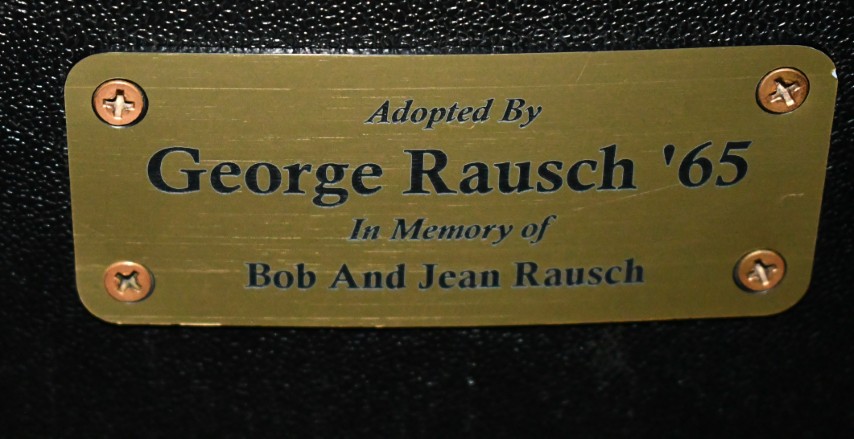 Adopted By
George Rausch '65
In Memory of
Bob And Jean Rausch